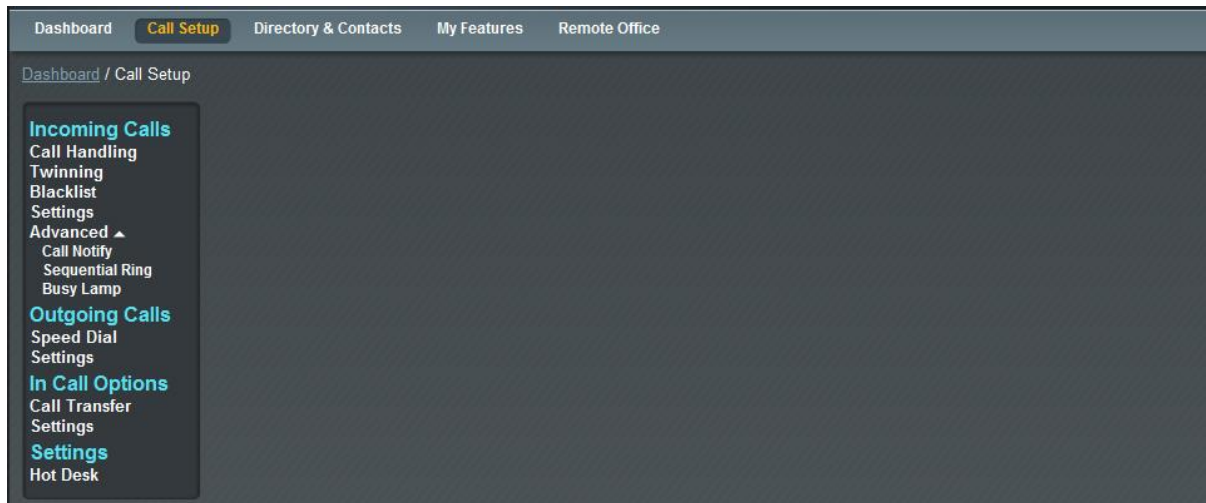 Dashboard Call Setup Directory & Contacts My Features Remote Office
Dashboard / Call Setup
Incoming Calls
Call Handling
Twinning
Blacklist
Settings
Advanced
Call Notify
Sequential Ring
Busy Lamp
Outgoing Calls
Speed Dial
Settings
In Call Options
Call Transfer
Settings
Settings
Hot Desk